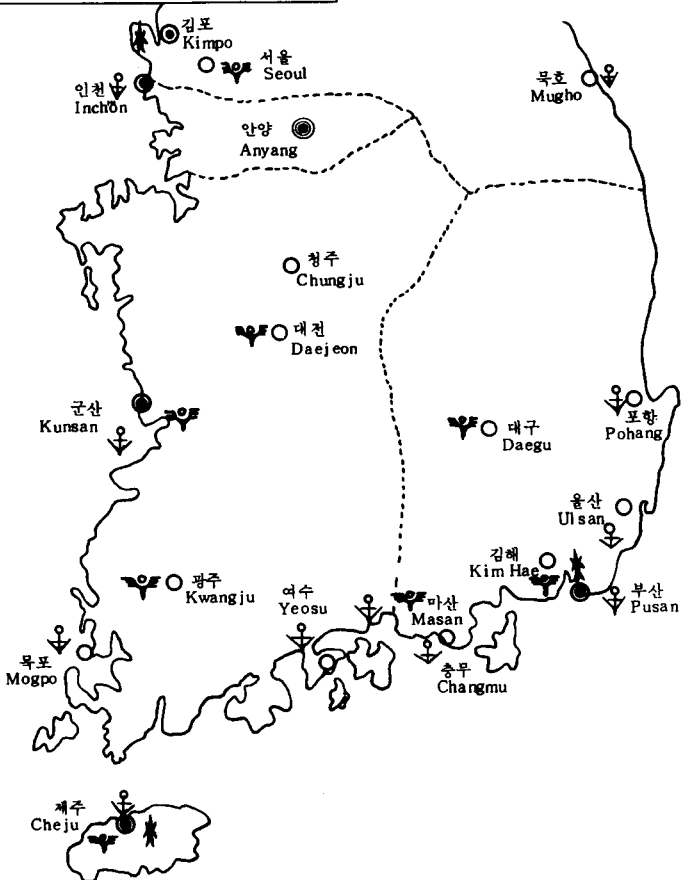 김포
Kimpo
서울
Seoul
인천
Inchon
묵호
Mugho
안양
Anyang
청주
Chungju
대전
Daejeon
군산
Kunsan
대구
Daegu
포항
Pohang
울산
Ulsan
김해
Kim Hae
부산
Pusan
광주
Kwangju
여수
Yeosu
마산
Masan
목포
Mogpo
충무
Changmu
제주
Cheju